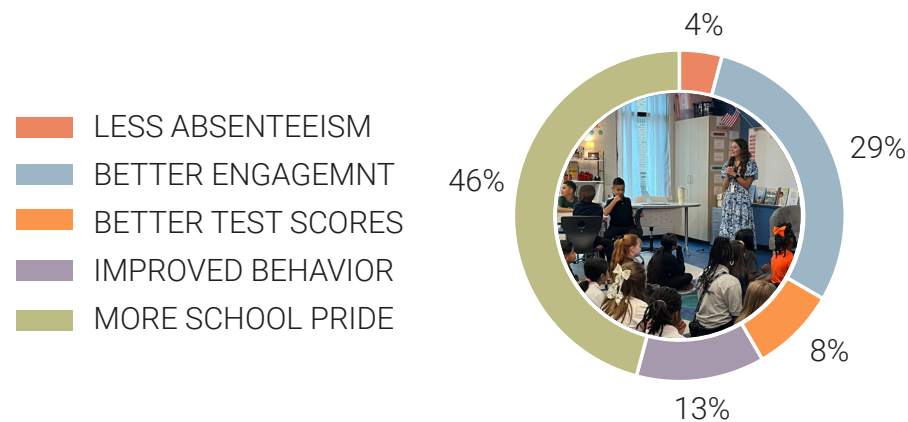 4%
LESS ABSENTEEISM
BETTER ENGAGEMNT
29%
46%
BETTER TEST SCORES
IMPROVED BEHAVIOR
MORE SCHOOL PRIDE
8%
13%